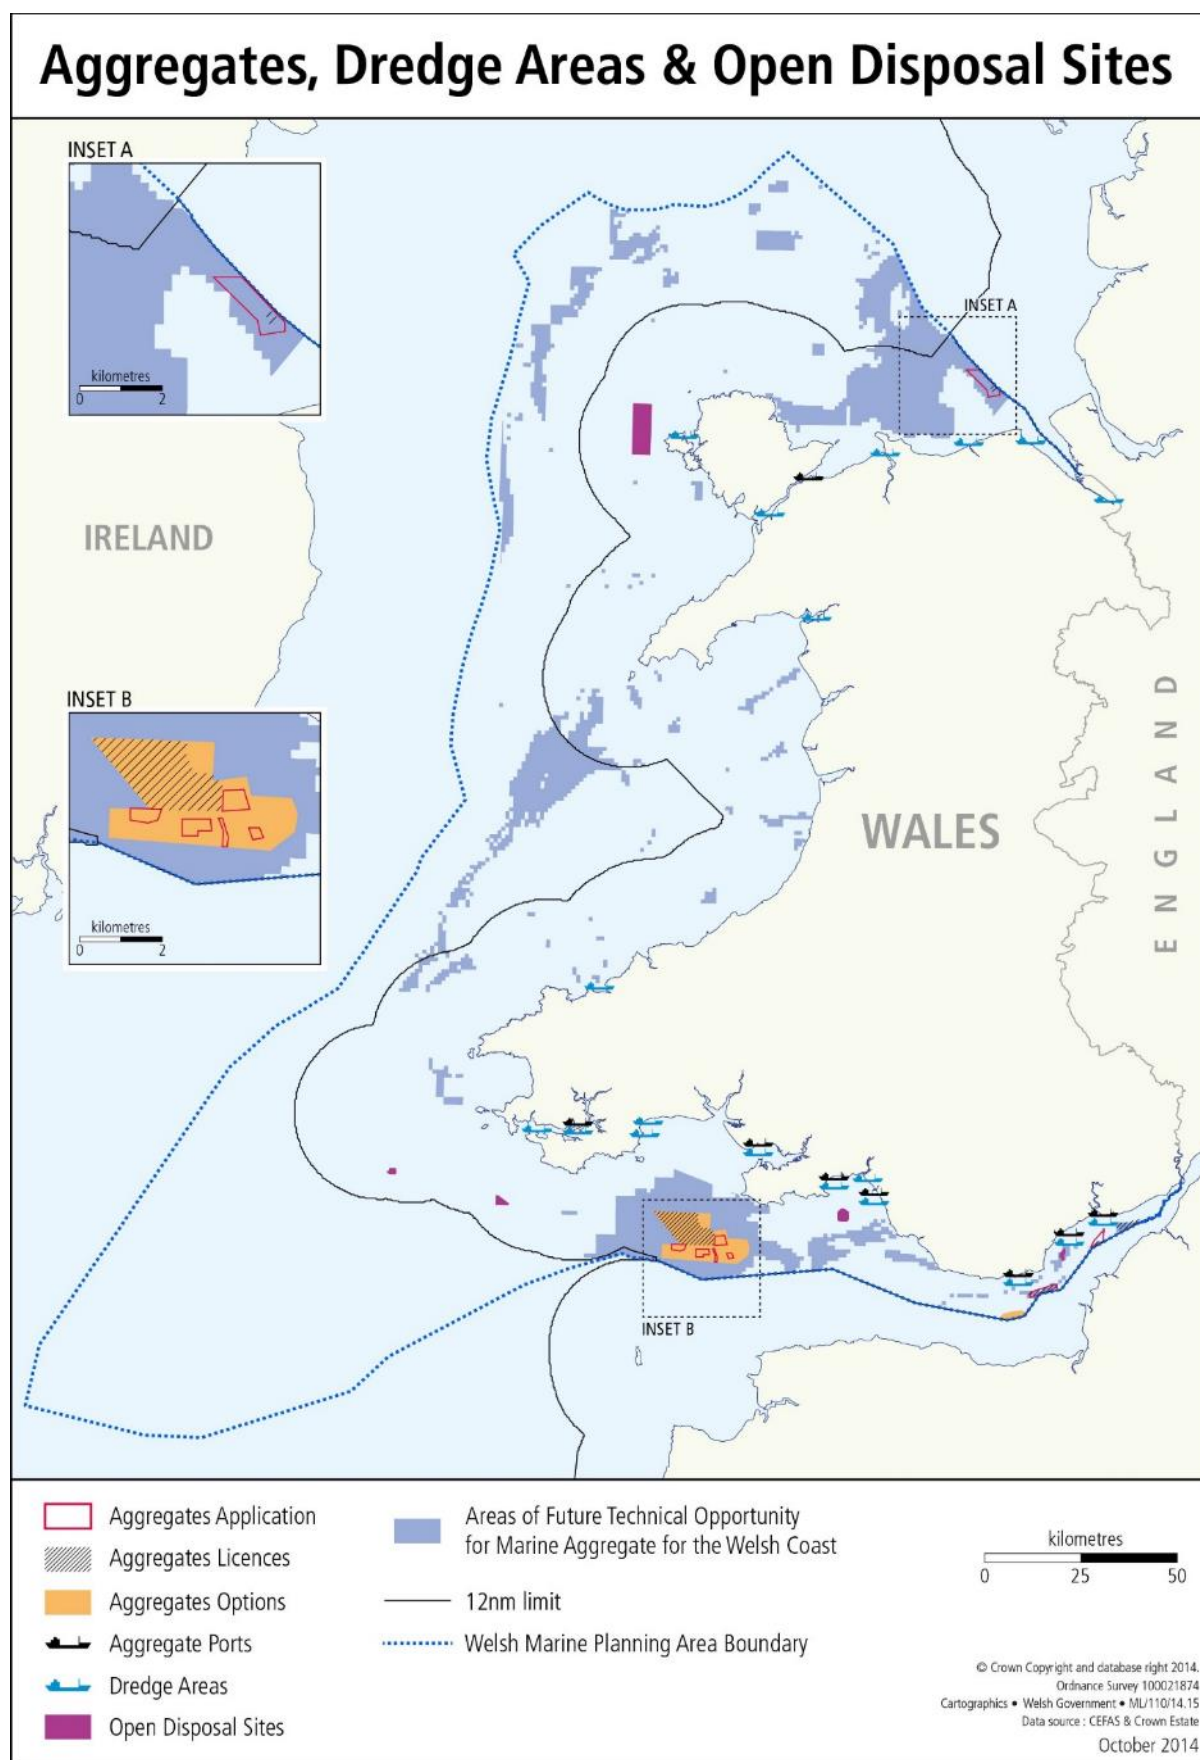 Aggregates, Dredge Areas & Open Disposal Sites
INSET A
kilometres
0 2
INSET A
IRELAND
INSET B
kilometres
0 2
WALES
ENGLAND
INSET B
Aggregates Application
Aggregates Licences
Aggregates Options
Aggregate Ports
Dredge Areas
Open Disposal Sites
Areas of Future Technical Opportunity
for Marine Aggregate for the Welsh Coast
12nm limit
Welsh Marine Planning Area Boundary
kilometres
0 25 50
© Crown Copyright and database right 2014.
Ordnance Survey 100021874
Cartographics • Welsh Government • ML/110/14.15
Data source : CEFAS & Crown Estate
October 2014